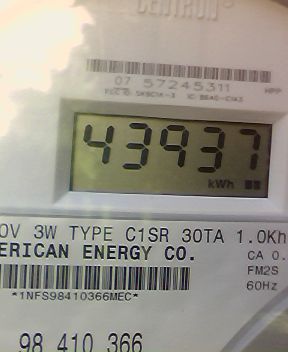 CENTRON
07 57245311
HPP
43937
kWh
0V 3W TYPE C1SR 30TA 1.0Kh
ERICAN ENERGY CO. CA 0.
FM2S
*1NFS98410366MEC* 60Hz
98 410 366